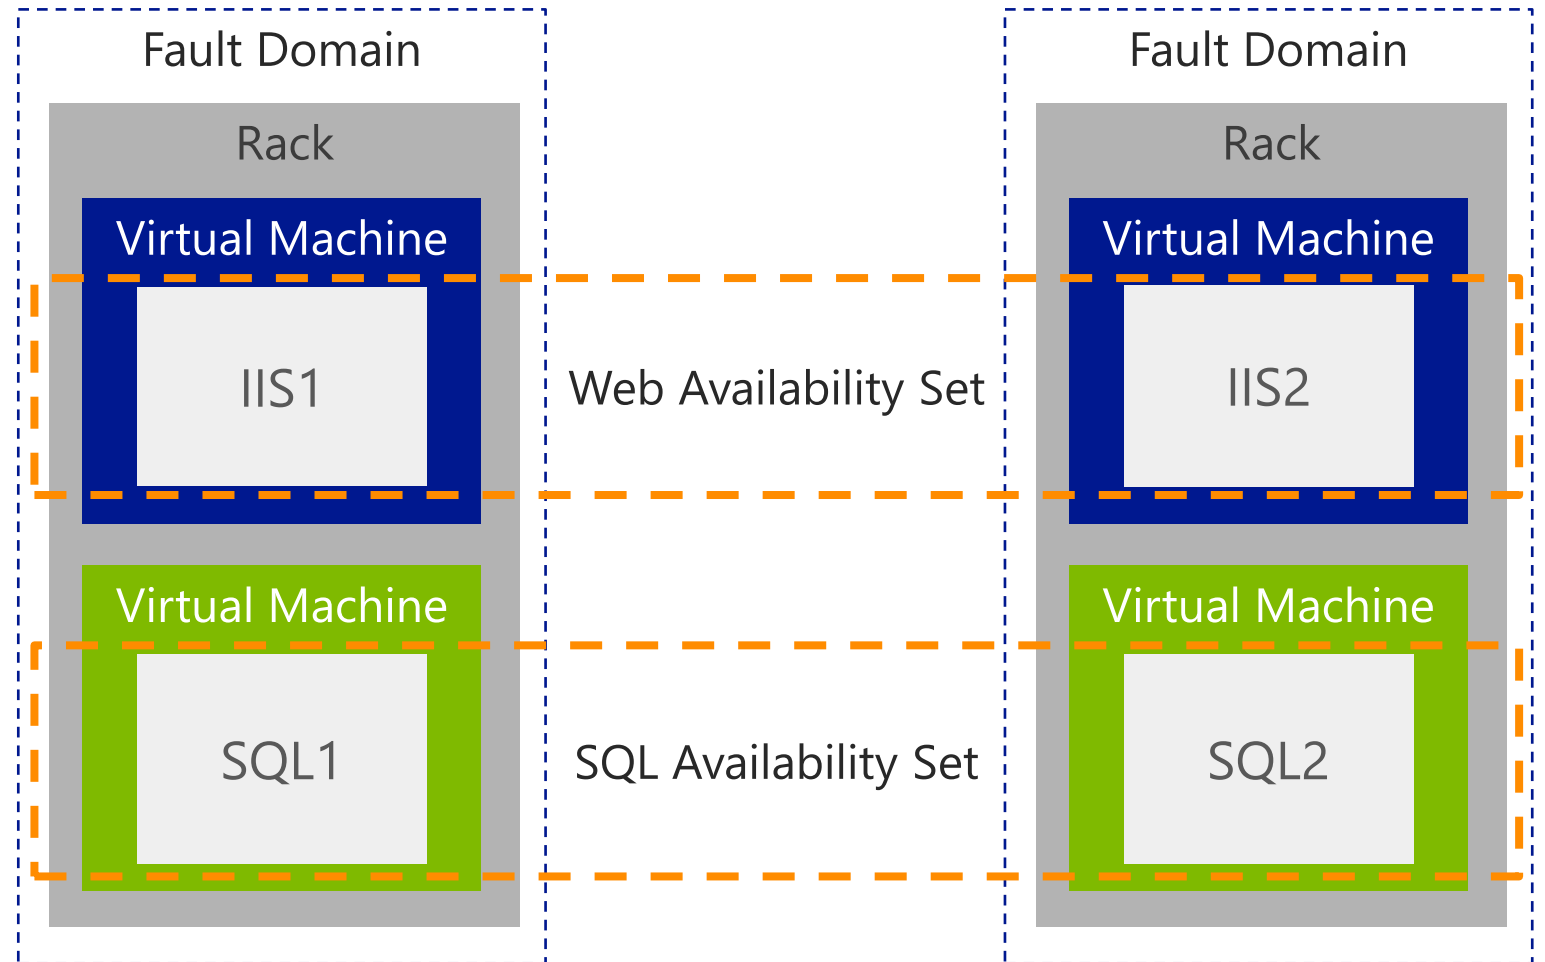 Fault Domain
Fault Domain
Rack
Rack
Virtual Machine
Virtual Machine
IIS1
Web Availability Set
IIS2
Virtual Machine
Virtual Machine
SQL1
SQL Availability Set
SQL2